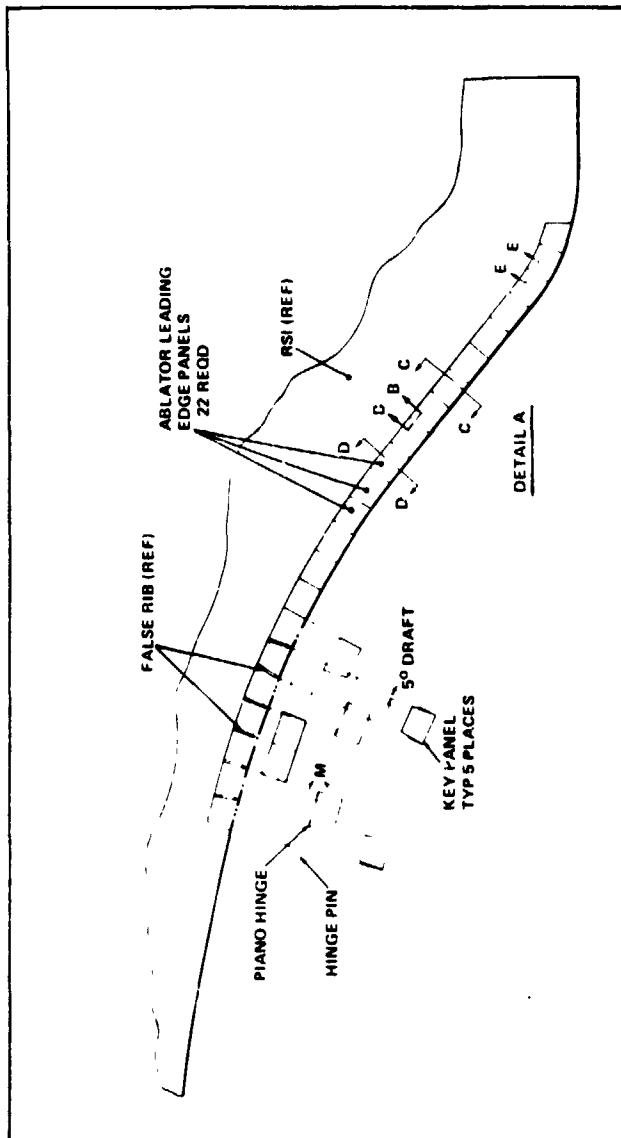 ABLATOR LEADING
EDGE PANELS
22 REQD
RSI (REF)
FALSE RIB (REF)
D
B
B
C
E
E
D
C
DETAIL A
5° DRAFT
KEY PANEL
TYP 5 PLACES
M
PIANO HINGE
HINGE PIN